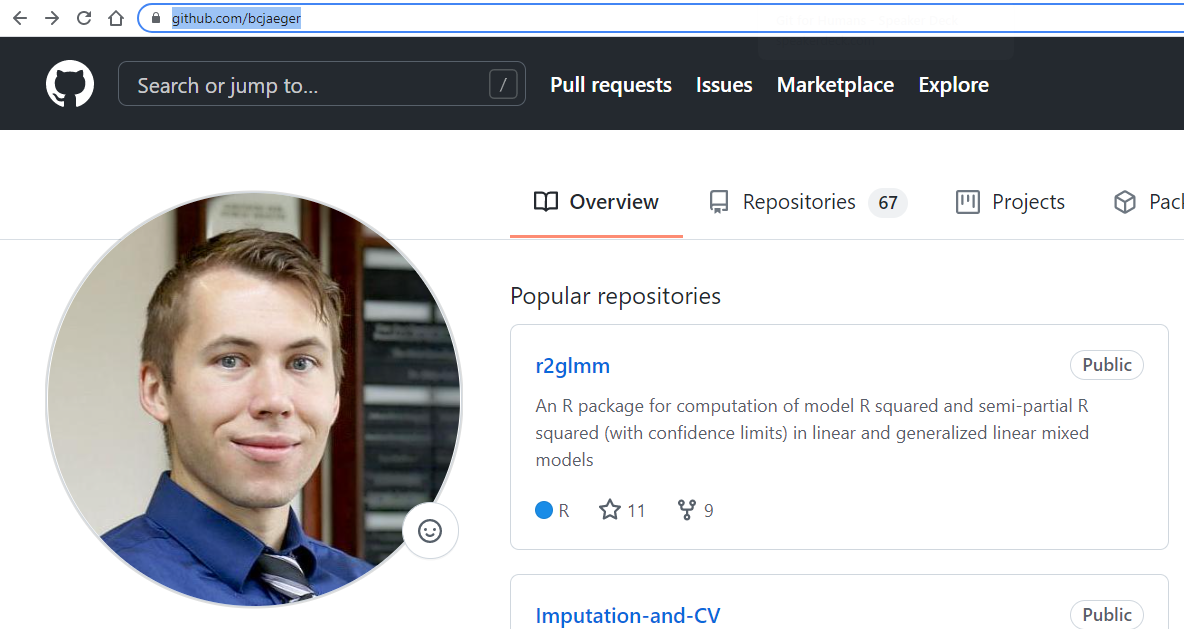 github.com/bcjaeger
Search or jump to... /
Pull requests Issues Marketplace Explore
Overview Repositories 67 Projects Pack
Popular repositories
r2glmm Public
An R package for computation of model R squared and semi-partial R
squared (with confidence limits) in linear and generalized linear mixed
models
R 11 9
Imputation-and-CV Public